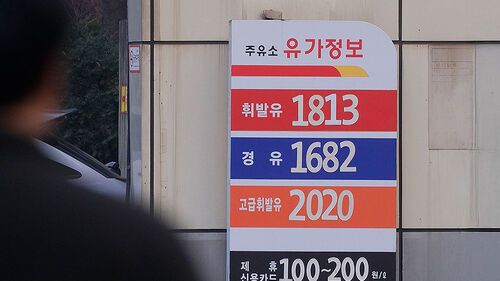 주유소 유가정보
휘발유 1813
경유 1682
고급휘발유 2020
제휴
신용카드 100~200 원/ℓ